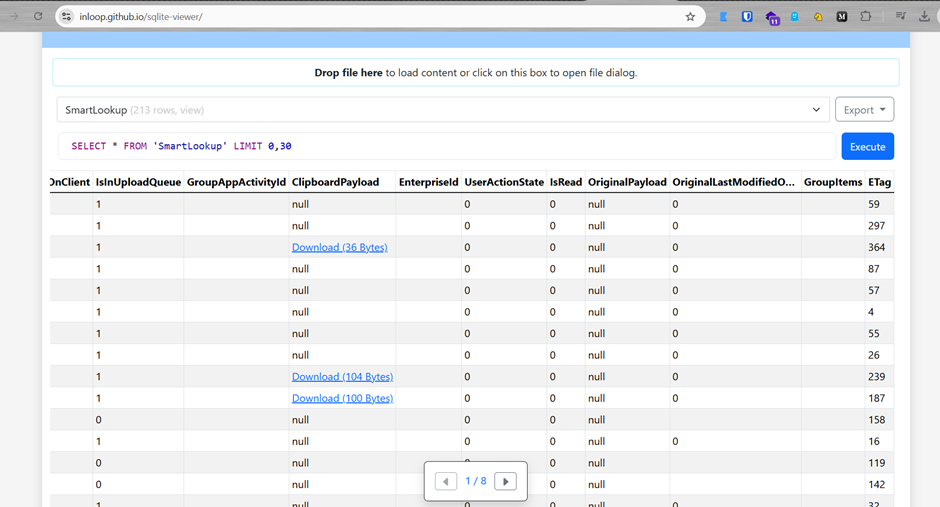 inloop.github.io/sqlite-viewer/
11
M
Drop file here to load content or click on this box to open file dialog.
SmartLookup (213 rows, view)
Export
SELECT * FROM 'SmartLookup' LIMIT 0,30
Execute
OnClient IsInUploadQueue GroupAppActivityId ClipboardPayload EnterpriseId UserActionState IsRead OriginalPayload OriginalLastModifiedO... GroupItems ETag
1 null 0 0 null 0 59
1 null 0 0 null 0 297
1 Download (36 Bytes) 0 0 null 0 364
1 null 0 0 null 0 87
1 null 0 0 null 0 57
1 null 0 0 null 0 4
1 null 0 0 null 0 55
1 null 0 0 null 0 26
1 Download (104 Bytes) 0 0 null 0 239
1 Download (100 Bytes) 0 0 null 0 187
0 null 0 0 null 158
1 null 0 0 null 0 16
0 null 0 0 null 119
0 null 0 null 142
1 null 0 null 0 32
1 / 8